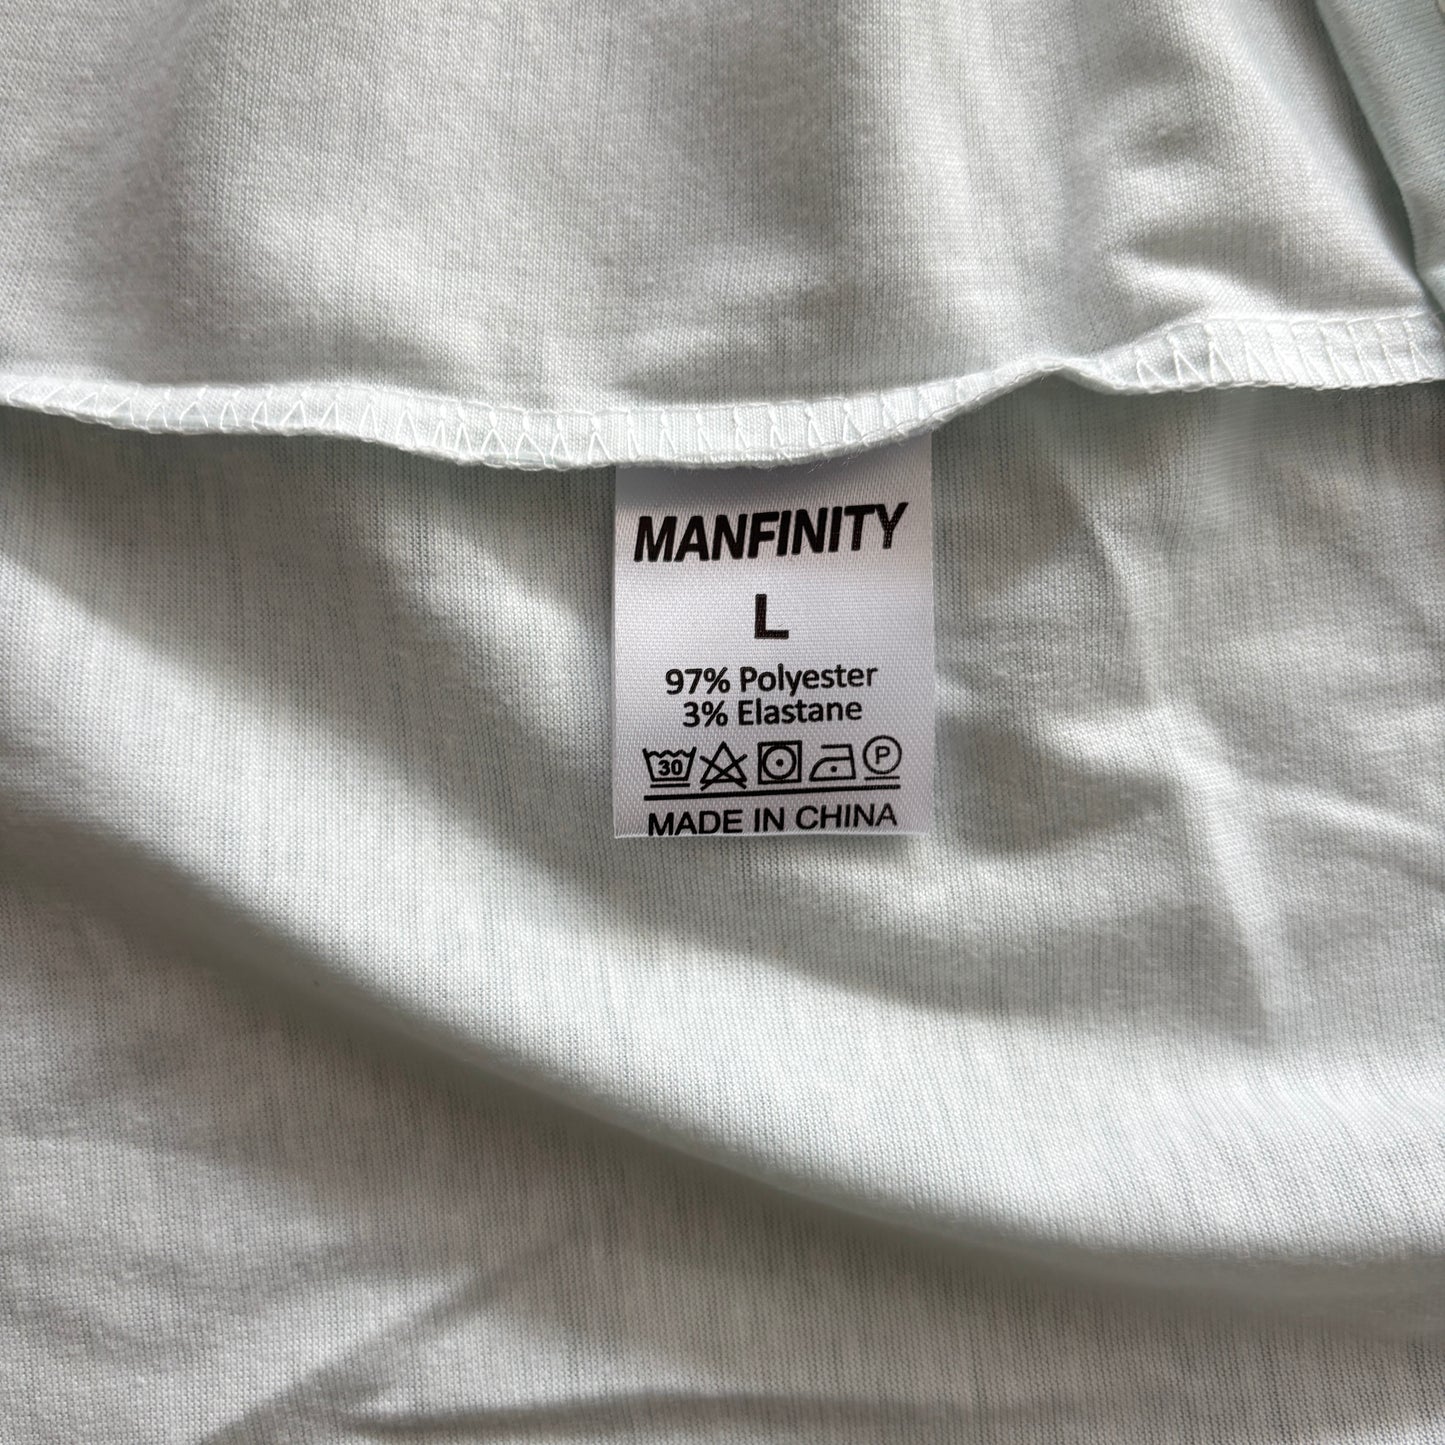 MANFINITY
L
97% Polyester
3% Elastane
30 P
MADE IN CHINA